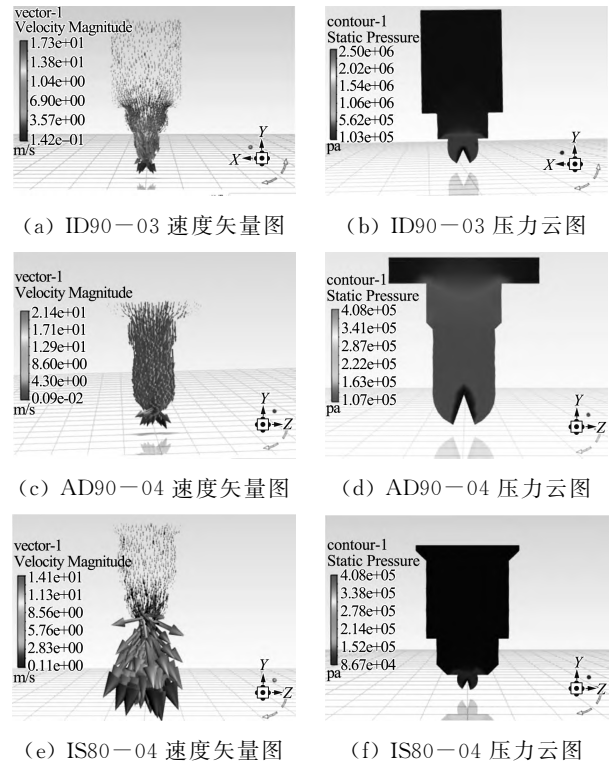 vector-1
Velocity Magnitude
1.73e+01
1.38e+01
1.04e+00
6.90e+00
3.57e+00
1.42e−01
m/s
Y
X
contour-1
Static Pressure
2.50e+06
2.02e+06
1.54e+06
1.06e+06
5.62e+05
1.03e+05
pa
Y
X
(a) ID90−03 速度矢量图
(b) ID90−03 压力云图
vector-1
Velocity Magnitude
2.14e+01
1.71e+01
1.29e+01
8.60e+00
4.30e+00
0.09e-02
m/s
Y
Z
contour-1
Static Pressure
4.08e+05
3.41e+05
2.87e+05
2.22e+05
1.63e+05
1.07e+05
pa
Y
Z
(c) AD90−04 速度矢量图
(d) AD90−04 压力云图
vector-1
Velocity Magnitude
1.41e+01
1.13e+01
8.56e+00
5.76e+00
2.83e+00
0.11e+00
m/s
Y
Z
contour-1
Static Pressure
4.08e+05
3.38e+05
2.78e+05
2.14e+05
1.52e+05
8.67e+04
pa
Y
Z
(e) IS80−04 速度矢量图
(f) IS80−04 压力云图